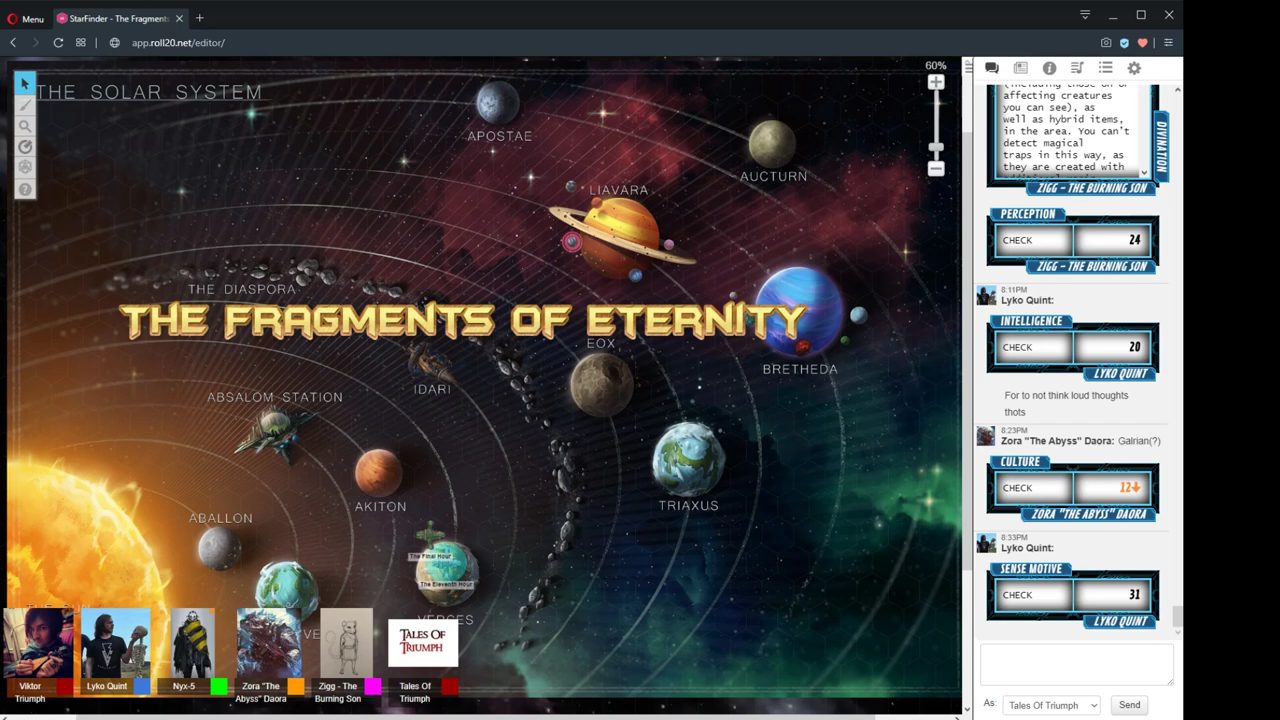 Menu
StarFinder - The Fragments
app.roll20.net/editor/
THE SOLAR SYSTEM
60%
APOSTAE
AUCTURN
LIAVARA
THE DIASPORA
THE FRAGMENTS OF ETERNITY
EOX
BRETHEDA
IDARI
ABSALOM STATION
AKITON
TRIAXUS
ABALLON
The Final Hour
The Eleventh Hour
VERCES
TALES OF
TRIUMPH
Viktor
Triumph
Lyko Quint
Nyx-5
Zora "The
Abyss" Daora
Zigg - The
Burning Son
Tales Of
Triumph
affecting creatures
you can see), as
well as hybrid items,
in the area. You can't
detect magical
traps in this way, as
they are created with
DIVINATION
ZIGG - THE BURNING SON
PERCEPTION
CHECK 24
ZIGG - THE BURNING SON
8:11PM
Lyko Quint:
INTELLIGENCE
CHECK 20
LYKO QUINT
For to not think loud thoughts
thots
8:23PM
Zora "The Abyss" Daora: Galrian(?)
CULTURE
CHECK 12
ZORA "THE ABYSS" DAORA
8:33PM
Lyko Quint:
SENSE MOTIVE
CHECK 31
LYKO QUINT
As: Tales Of Triumph Send